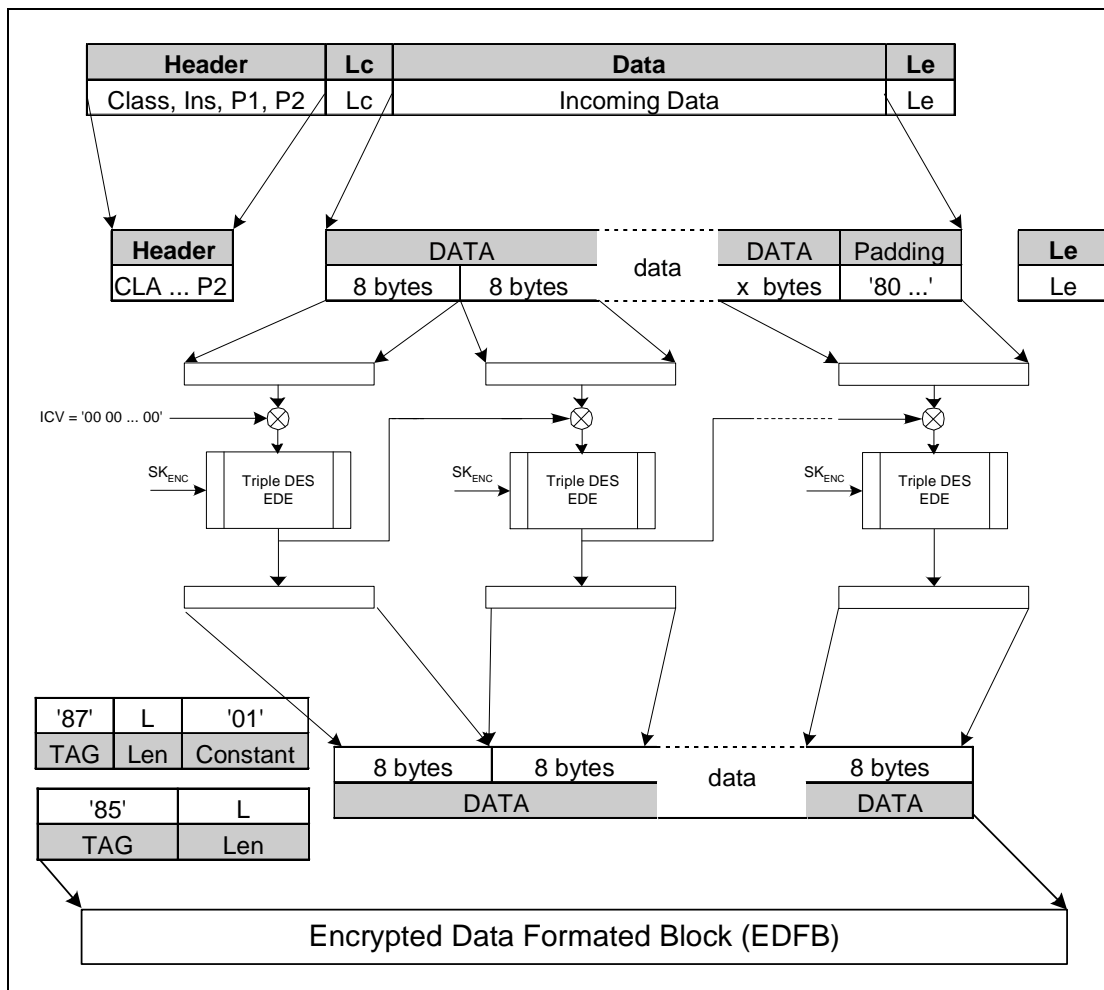 Header Lc Data Le
Class, Ins, P1, P2 Lc Incoming Data Le
Header DATA data DATA Padding Le
CLA ... P2 8 bytes 8 bytes x bytes '80 ...' Le
ICV = '00 00 ... 00'
SKENC Triple DES EDE SKENC Triple DES EDE SKENC Triple DES EDE
'87' L '01'
TAG Len Constant
8 bytes 8 bytes data 8 bytes
DATA DATA
'85' L
TAG Len
Encrypted Data Formated Block (EDFB)